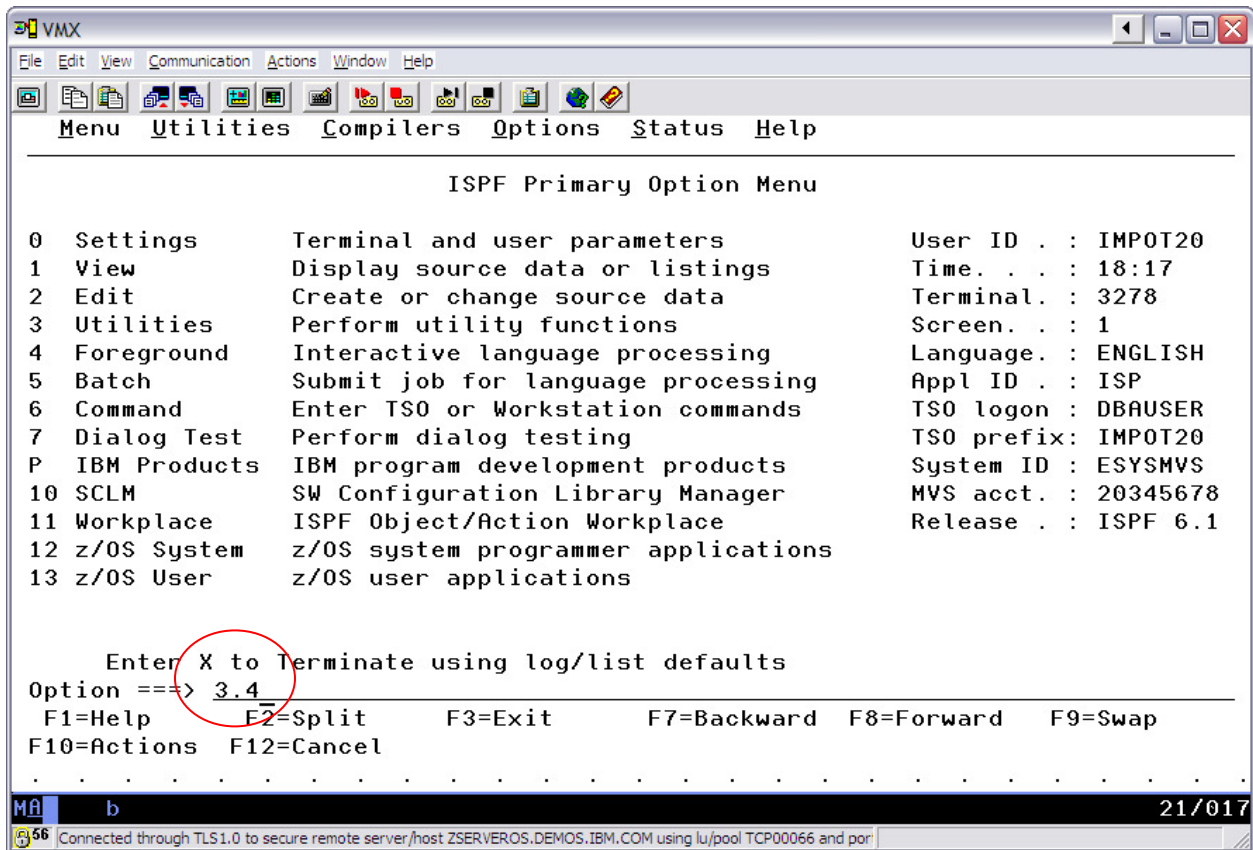 VMX
File Edit View Communication Actions Window Help
Menu Utilities Compilers Options Status Help
ISPF Primary Option Menu
0 Settings Terminal and user parameters User ID . : IMPOT20
1 View Display source data or listings Time. . . : 18:17
2 Edit Create or change source data Terminal. : 3278
3 Utilities Perform utility functions Screen. . : 1
4 Foreground Interactive language processing Language. : ENGLISH
5 Batch Submit job for language processing Appl ID . : ISP
6 Command Enter TSO or Workstation commands TSO logon : DBAUSER
7 Dialog Test Perform dialog testing TSO prefix: IMPOT20
P IBM Products IBM program development products System ID : ESYSMVS
10 SCLM SW Configuration Library Manager MVS acct. : 20345678
11 Workplace ISPF Object/Action Workplace Release . : ISPF 6.1
12 z/OS System z/OS system programmer applications
13 z/OS User z/OS user applications
Enter X to Terminate using log/list defaults
Option ===> 3.4
F1=Help F2=Split F3=Exit F7=Backward F8=Forward F9=Swap
F10=Actions F12=Cancel
. . . . . . . . . . . . . . . . . . . . . . . . . . .
MA b 21/017
56 Connected through TLS1.0 to secure remote server/host ZSERVEROS.DEMOS.IBM.COM using lu/pool TCP00066 and por